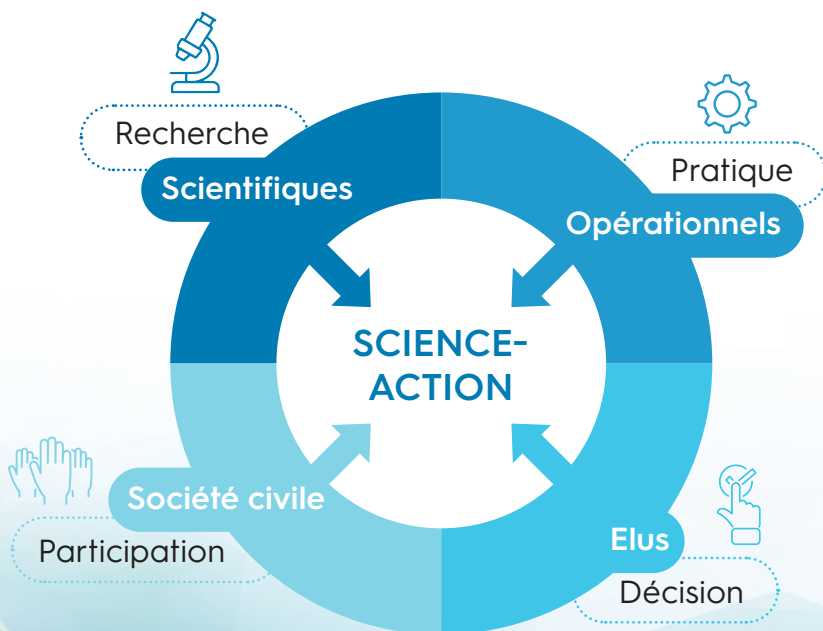 Recherche
Scientifiques
Pratique
Opérationnels
SCIENCE-
ACTION
Société civile
Participation
Elus
Décision